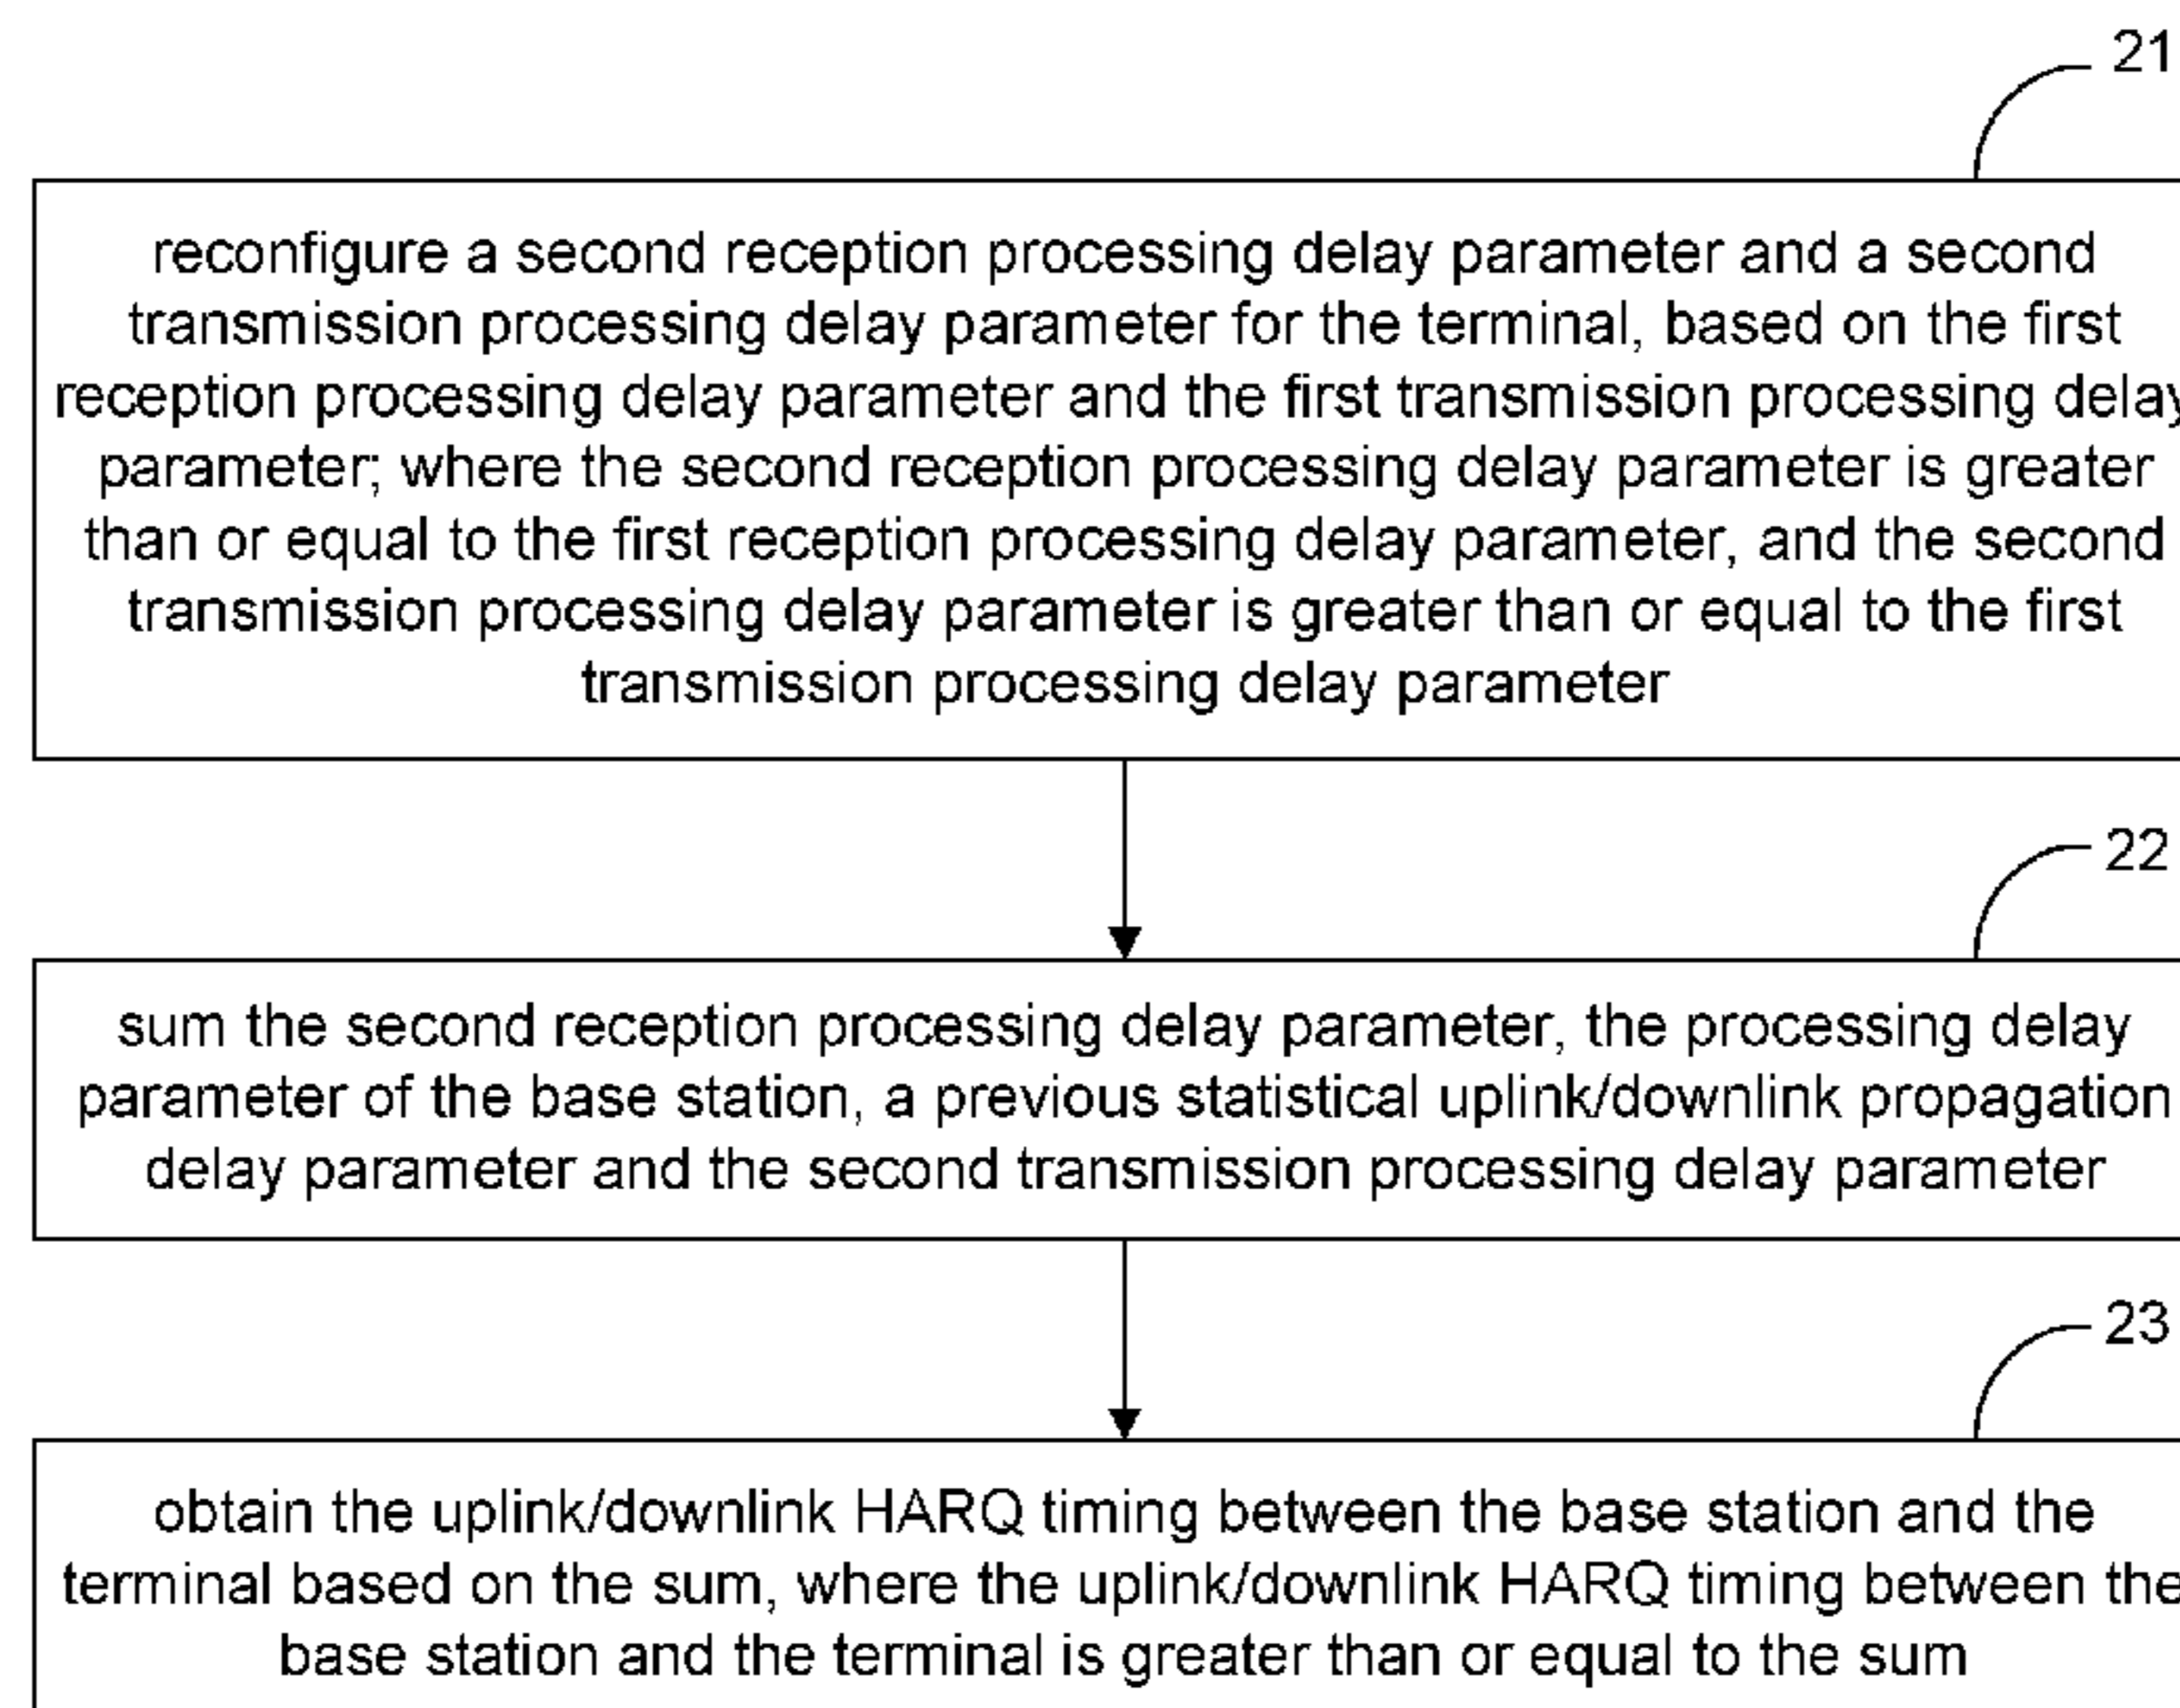 21
reconfigure a second reception processing delay parameter and a second
transmission processing delay parameter for the terminal, based on the first
reception processing delay parameter and the first transmission processing delay
parameter; where the second reception processing delay parameter is greater
than or equal to the first reception processing delay parameter, and the second
transmission processing delay parameter is greater than or equal to the first
transmission processing delay parameter
22
sum the second reception processing delay parameter, the processing delay
parameter of the base station, a previous statistical uplink/downlink propagation
delay parameter and the second transmission processing delay parameter
23
obtain the uplink/downlink HARQ timing between the base station and the
terminal based on the sum, where the uplink/downlink HARQ timing between the
base station and the terminal is greater than or equal to the sum